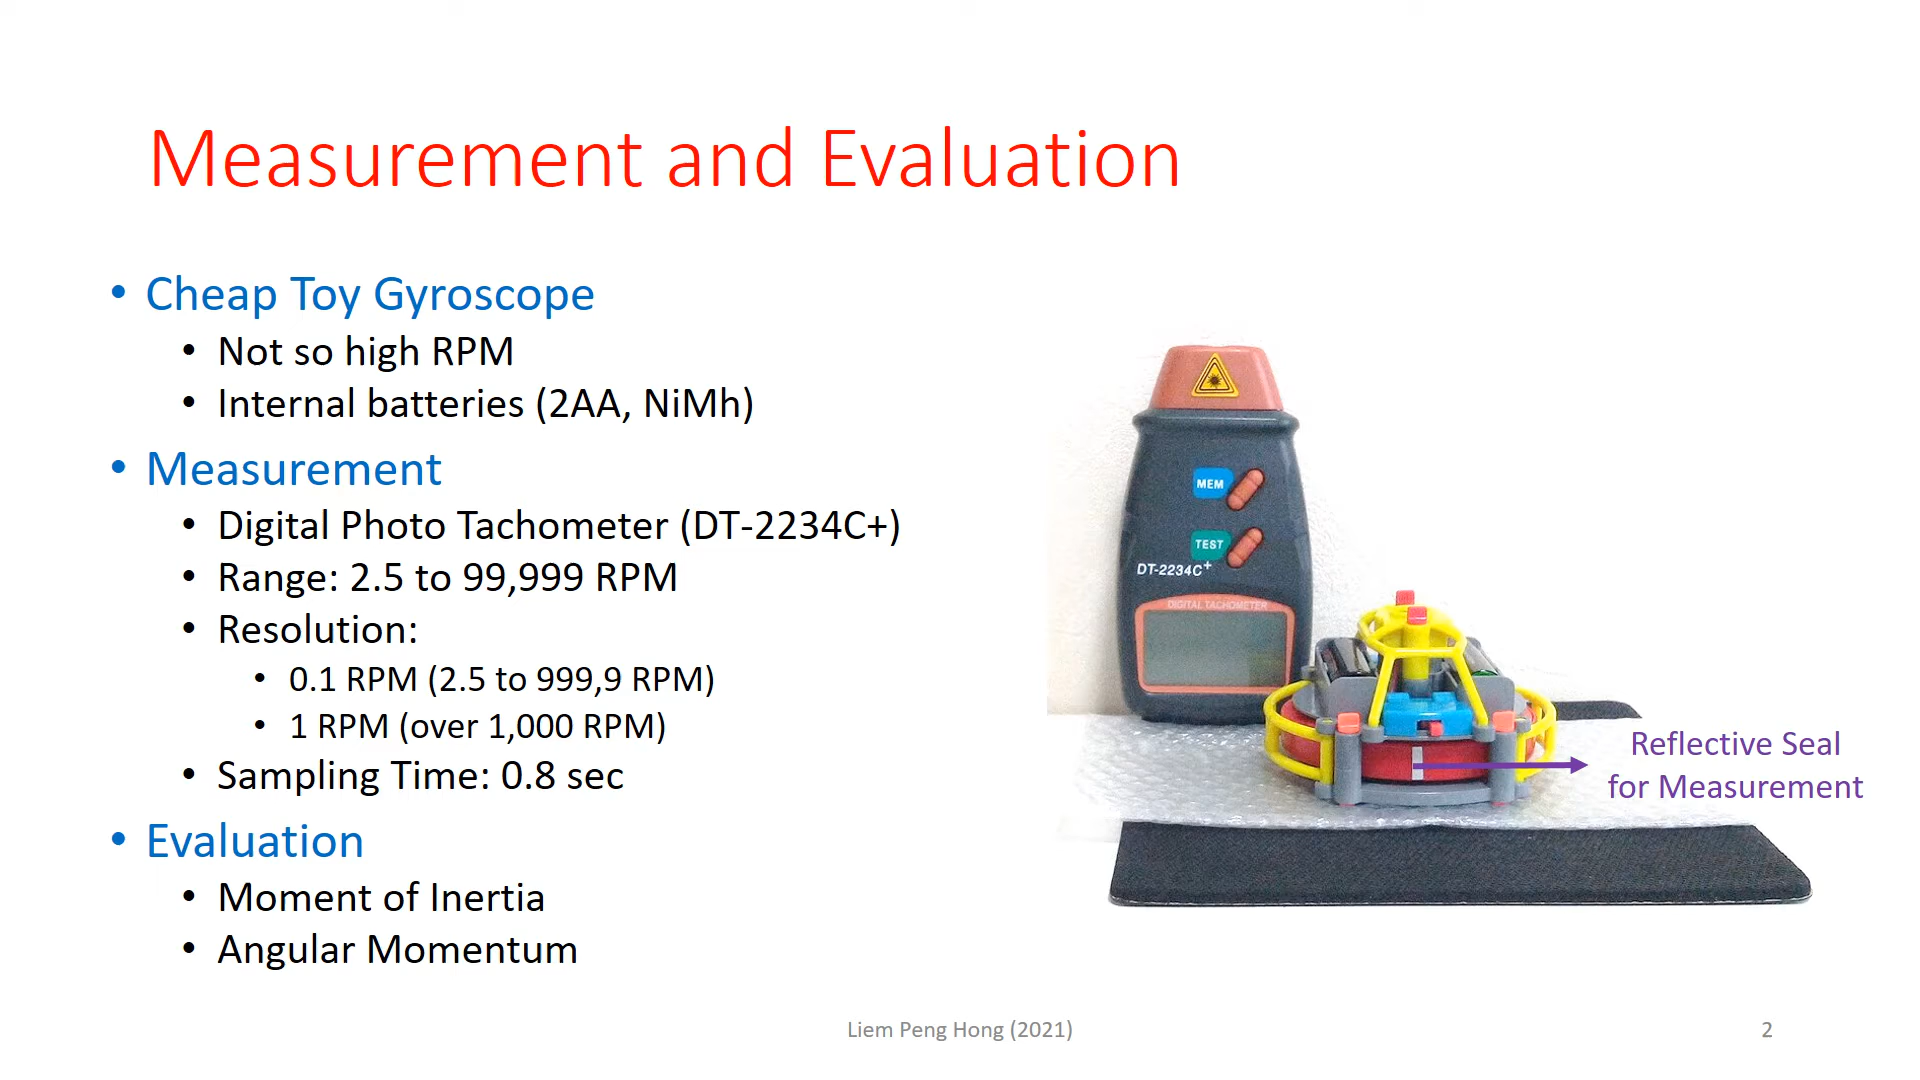 Measurement and Evaluation
• Cheap Toy Gyroscope
• Not so high RPM
• Internal batteries (2AA, NiMh)
• Measurement
• Digital Photo Tachometer (DT-2234C+)
• Range: 2.5 to 99,999 RPM
• Resolution:
• 0.1 RPM (2.5 to 999,9 RPM)
• 1 RPM (over 1,000 RPM)
• Sampling Time: 0.8 sec
• Evaluation
• Moment of Inertia
• Angular Momentum
MEM
TEST
DT-2234C+
DIGITAL TACHOMETER
Reflective Seal
for Measurement
Liem Peng Hong (2021)
2